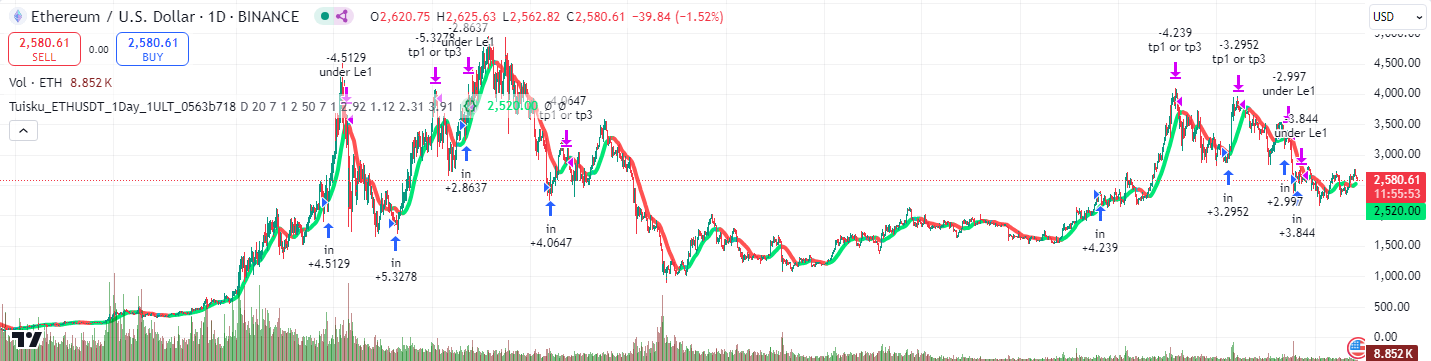 Ethereum / U.S. Dollar · 1D · BINANCE O2,620.75 H2,625.63 L2,562.82 C2,580.61 −39.84 (−1.52%)
USD
2,580.61 SELL
0.00
2,580.61 BUY
Vol · ETH 8.852 K
Tuisku_ETHUSDT_1Day_1ULT_0563b718 D 20 7 1 2 50 7 1 2.92 1.12 2.31 3.91 2,520.00 Ø Ø
-4.5129
under Le1
-5.3278
tp1 or tp3
-2.8637
under Le1
-4.0647
tp1 or tp3
-4.239
tp1 or tp3
-3.2952
tp1 or tp3
-2.997
under Le1
-3.844
under Le1
in
+4.5129
in
+5.3278
in
+2.8637
in
+4.0647
in
+4.239
in
+3.2952
in
+2.997
in
+3.844
5,000.00
4,500.00
4,000.00
3,500.00
3,000.00
2,580.61
11:55:53
2,520.00
1,500.00
1,000.00
500.00
0.00
8.852 K